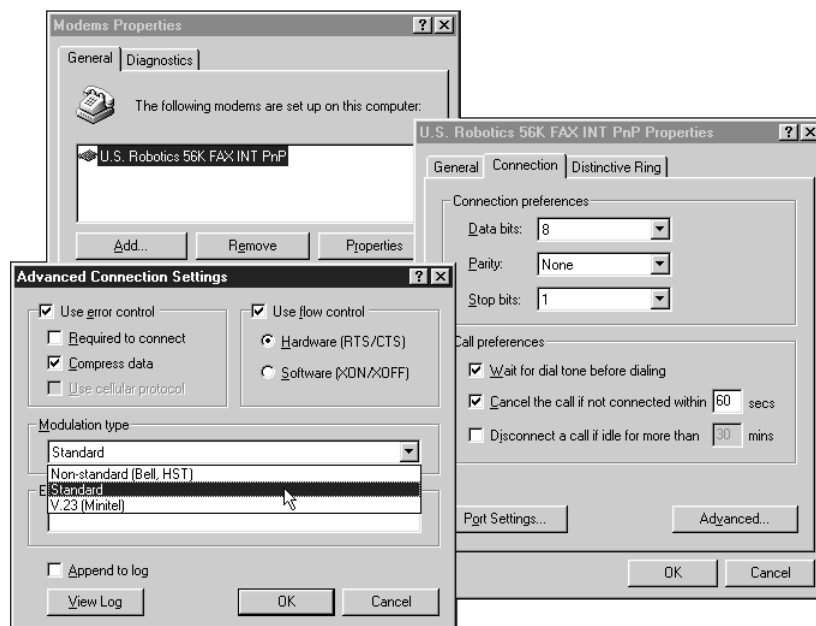 Modems Properties
General Diagnostics
The following modems are set up on this computer:
U.S. Robotics 56K FAX INT PnP
Add... Remove Properties
U.S. Robotics 56K FAX INT PnP Properties
General Connection Distinctive Ring
Connection preferences
Data bits: 8
Parity: None
Stop bits: 1
Call preferences
Wait for dial tone before dialing
Cancel the call if not connected within 60 secs
Disconnect a call if idle for more than 30 mins
Port Settings... Advanced...
OK Cancel
Advanced Connection Settings
Use error control
Required to connect
Compress data
Use cellular protocol
Use flow control
Hardware (RTS/CTS)
Software (XON/XOFF)
Modulation type
Standard
Non-standard (Bell, HST)
Standard
V.23 (Minitel)
Append to log
View Log OK Cancel